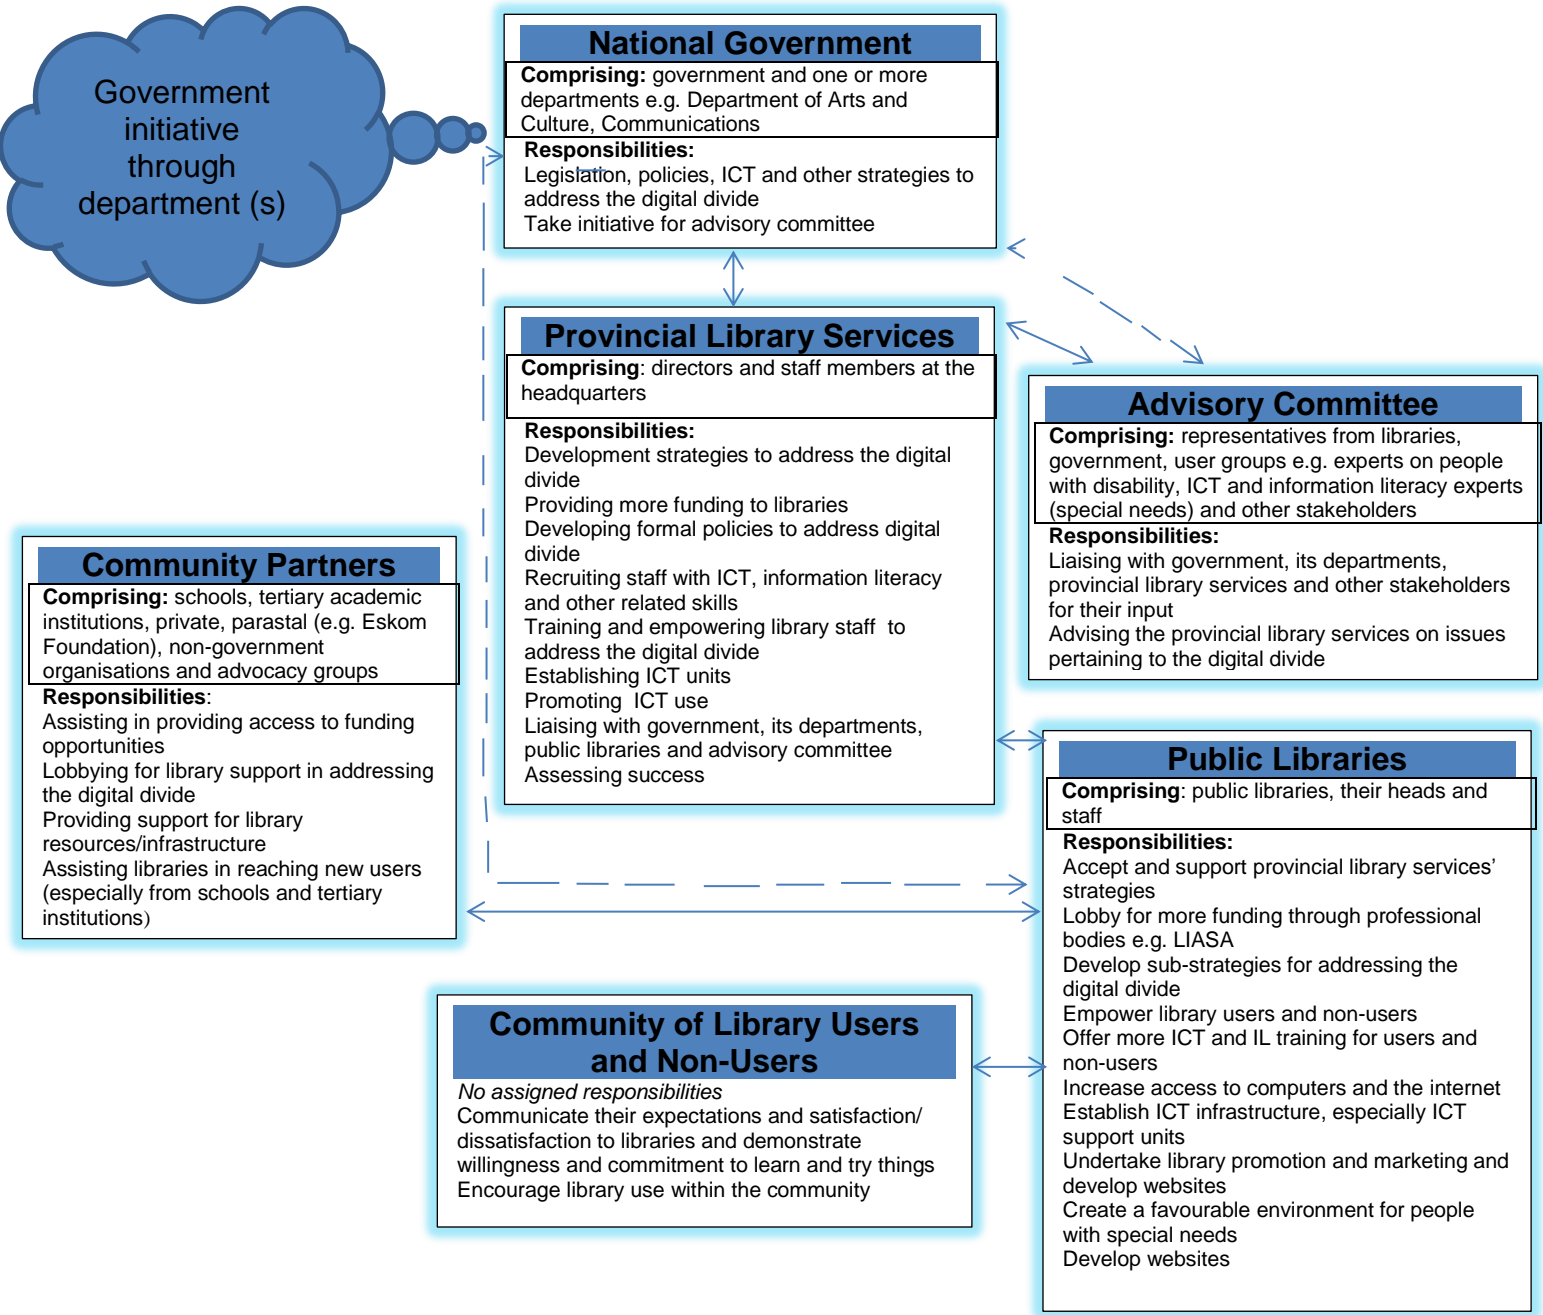 Government
initiative
through
department (s)
National Government
Comprising: government and one or more
departments e.g. Department of Arts and
Culture, Communications
Responsibilities:
Legislation, policies, ICT and other strategies to
address the digital divide
Take initiative for advisory committee
Provincial Library Services
Comprising: directors and staff members at the
headquarters
Responsibilities:
Development strategies to address the digital
divide
Providing more funding to libraries
Developing formal policies to address digital
divide
Recruiting staff with ICT, information literacy
and other related skills
Training and empowering library staff to
address the digital divide
Establishing ICT units
Promoting ICT use
Liaising with government, its departments,
public libraries and advisory committee
Assessing success
Advisory Committee
Comprising: representatives from libraries,
government, user groups e.g. experts on people
with disability, ICT and information literacy experts
(special needs) and other stakeholders
Responsibilities:
Liaising with government, its departments,
provincial library services and other stakeholders
for their input
Advising the provincial library services on issues
pertaining to the digital divide
Community Partners
Comprising: schools, tertiary academic
institutions, private, parastal (e.g. Eskom
Foundation), non-government
organisations and advocacy groups
Responsibilities:
Assisting in providing access to funding
opportunities
Lobbying for library support in addressing
the digital divide
Providing support for library
resources/infrastructure
Assisting libraries in reaching new users
(especially from schools and tertiary
institutions)
Public Libraries
Comprising: public libraries, their heads and
staff
Responsibilities:
Accept and support provincial library services’
strategies
Lobby for more funding through professional
bodies e.g. LIASA
Develop sub-strategies for addressing the
digital divide
Empower library users and non-users
Offer more ICT and IL training for users and
non-users
Increase access to computers and the internet
Establish ICT infrastructure, especially ICT
support units
Undertake library promotion and marketing and
develop websites
Create a favourable environment for people
with special needs
Develop websites
Community of Library Users
and Non-Users
No assigned responsibilities
Communicate their expectations and satisfaction/
dissatisfaction to libraries and demonstrate
willingness and commitment to learn and try things
Encourage library use within the community